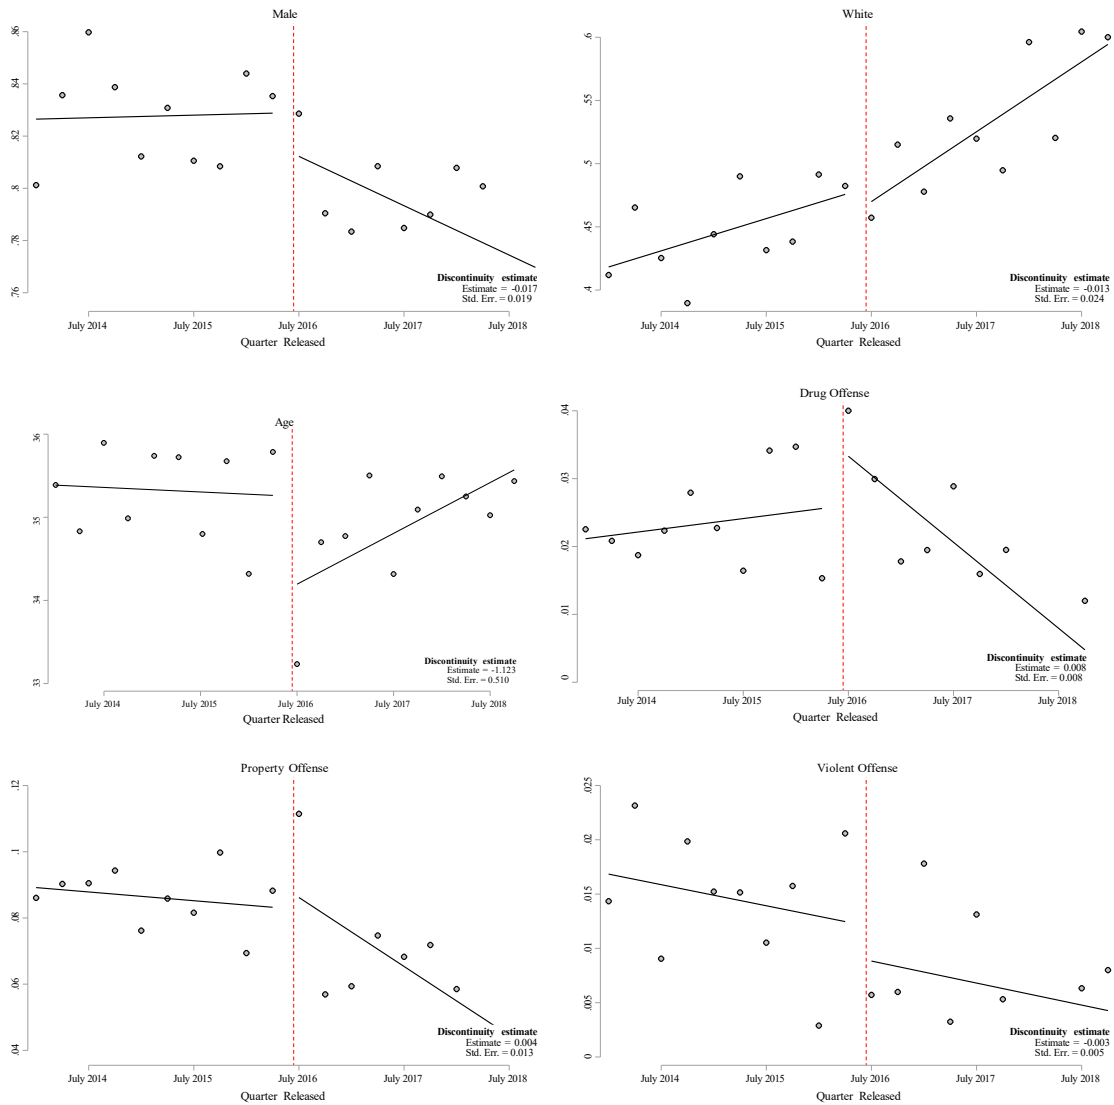 Male
.86
.84
.82
.8
.78
.76
Discontinuity estimate
Estimate = -0.017
Std. Err. = 0.019
July 2014 July 2015 July 2016 July 2017 July 2018
Quarter Released
White
.6
.55
.5
.45
.4
Discontinuity estimate
Estimate = -0.013
Std. Err. = 0.024
July 2014 July 2015 July 2016 July 2017 July 2018
Quarter Released
Age
36
35
34
33
Discontinuity estimate
Estimate = -1.123
Std. Err. = 0.510
July 2014 July 2015 July 2016 July 2017 July 2018
Quarter Released
Drug Offense
.04
.03
.02
.01
0
Discontinuity estimate
Estimate = 0.008
Std. Err. = 0.008
July 2014 July 2015 July 2016 July 2017 July 2018
Quarter Released
Property Offense
.12
.1
.08
.06
.04
Discontinuity estimate
Estimate = 0.004
Std. Err. = 0.013
July 2014 July 2015 July 2016 July 2017 July 2018
Quarter Released
Violent Offense
.025
.02
.015
.01
.005
0
Discontinuity estimate
Estimate = -0.003
Std. Err. = 0.005
July 2014 July 2015 July 2016 July 2017 July 2018
Quarter Released